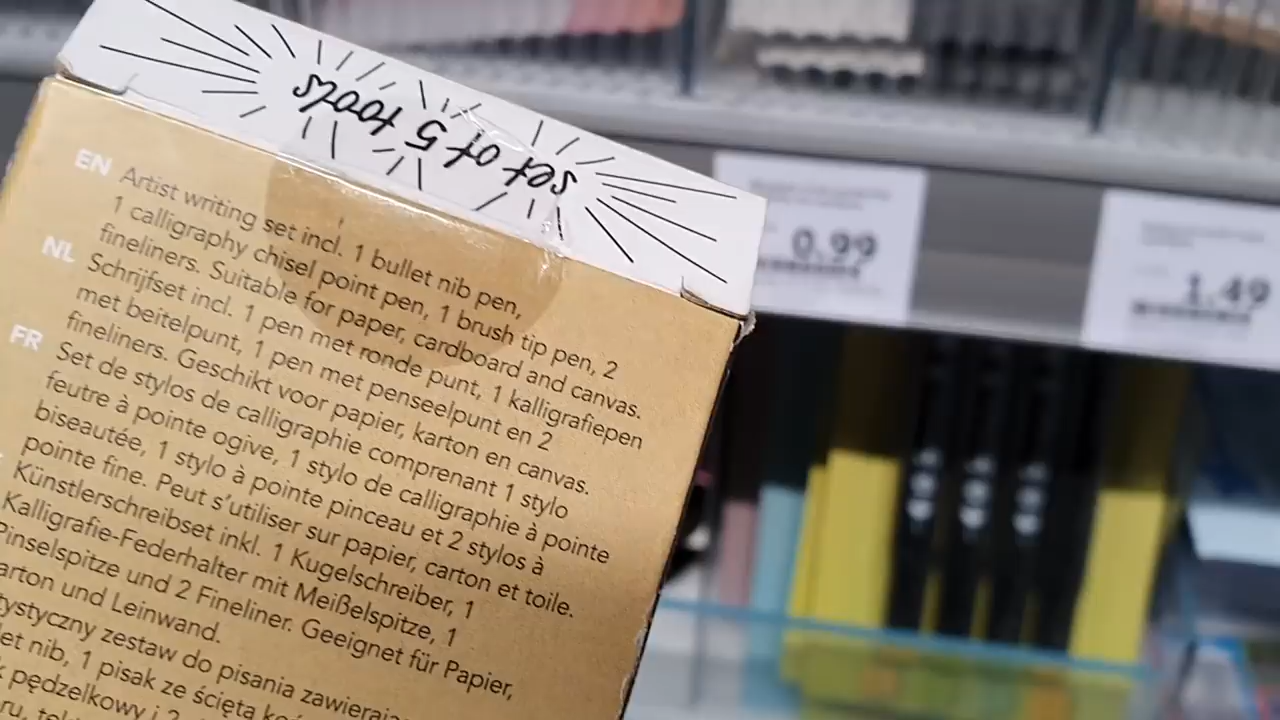 set of 5 tools
EN Artist writing set incl. 1 bullet nib pen,
1 calligraphy chisel point pen, 1 brush tip pen, 2
fineliners. Suitable for paper, cardboard and canvas.
NL Schrijfset incl. 1 pen met ronde punt, 1 kalligrafiepen
met beitelpunt, 1 pen met penseelpunt en 2
fineliners. Geschikt voor papier, karton en canvas.
FR Set de stylos de calligraphie comprenant 1 stylo
feutre à pointe ogive, 1 stylo de calligraphie à pointe
biseautée, 1 stylo à pointe pinceau et 2 stylos à
pointe fine. Peut s'utiliser sur papier, carton et toile.
Künstlerschreibset inkl. 1 Kugelschreiber, 1
Kalligrafie-Federhalter mit Meißelspitze, 1
Pinselspitze und 2 Fineliner. Geeignet für Papier,
arton und Leinwand.
tystyczny zestaw do pisania zawieraj
et nib, 1 pisak ze ściętą
pędzelkowy i 2
0.99
1.49